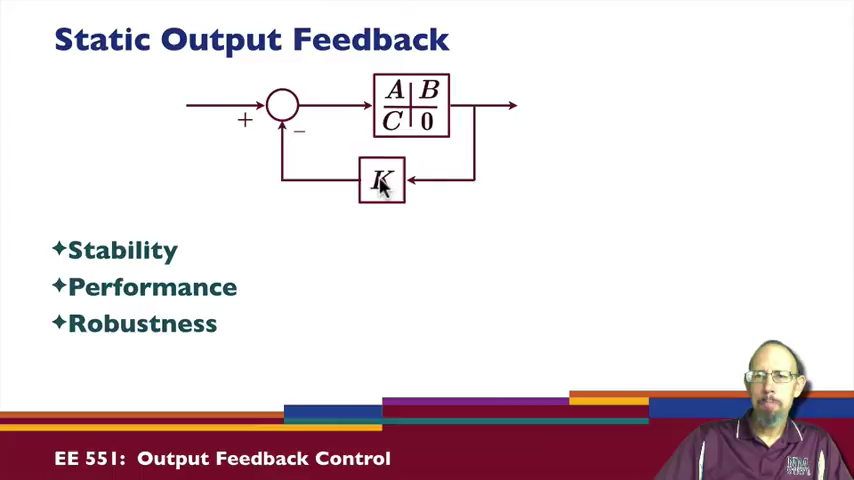 Static Output Feedback
A B
C 0
+
−
K
✦Stability
✦Performance
✦Robustness
EE 551: Output Feedback Control